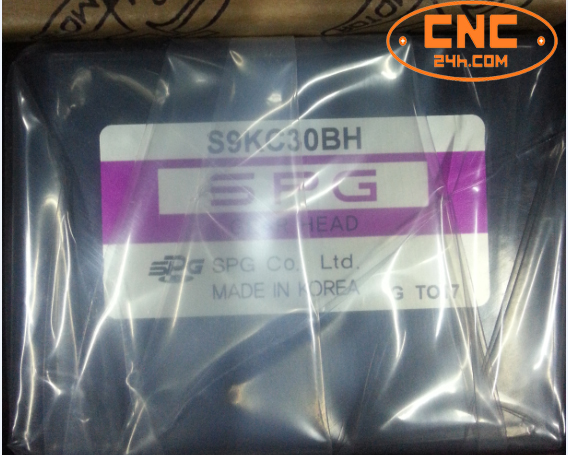 CNC
24h.COM
S9KC30BH
SPG
HEAD
SPG Co., Ltd.
MADE IN KOREA